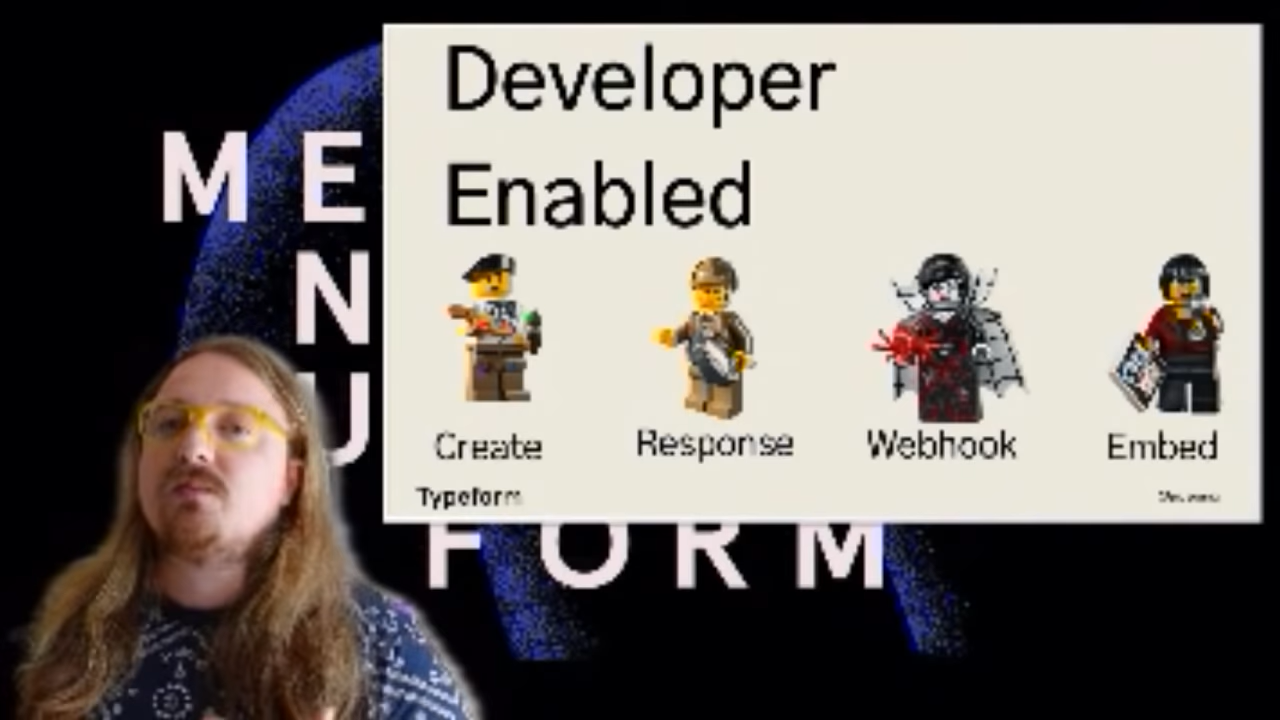 Developer
Enabled
Create Response Webhook Embed
Typeform
M E
N
U
F O R M